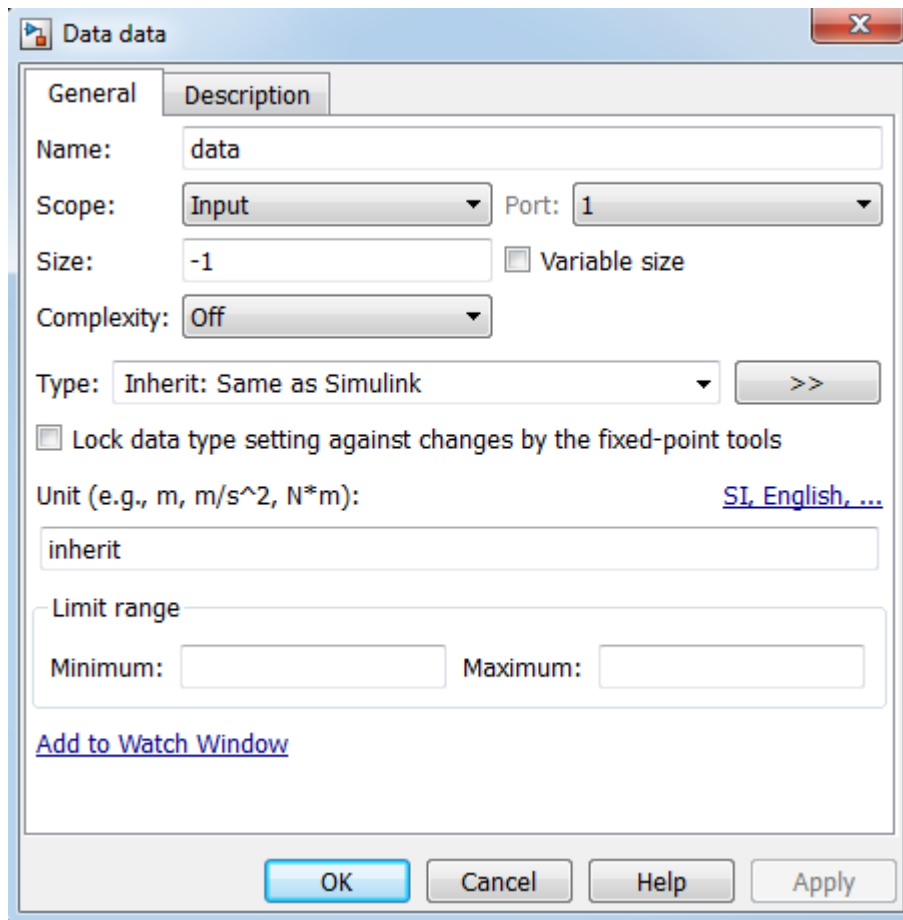 Data data
General Description
Name: data
Scope: Input Port: 1
Size: -1 Variable size
Complexity: Off
Type: Inherit: Same as Simulink >>
Lock data type setting against changes by the fixed-point tools
Unit (e.g., m, m/s^2, N*m): SI, English, ...
inherit
Limit range
Minimum: Maximum:
Add to Watch Window
OK Cancel Help Apply